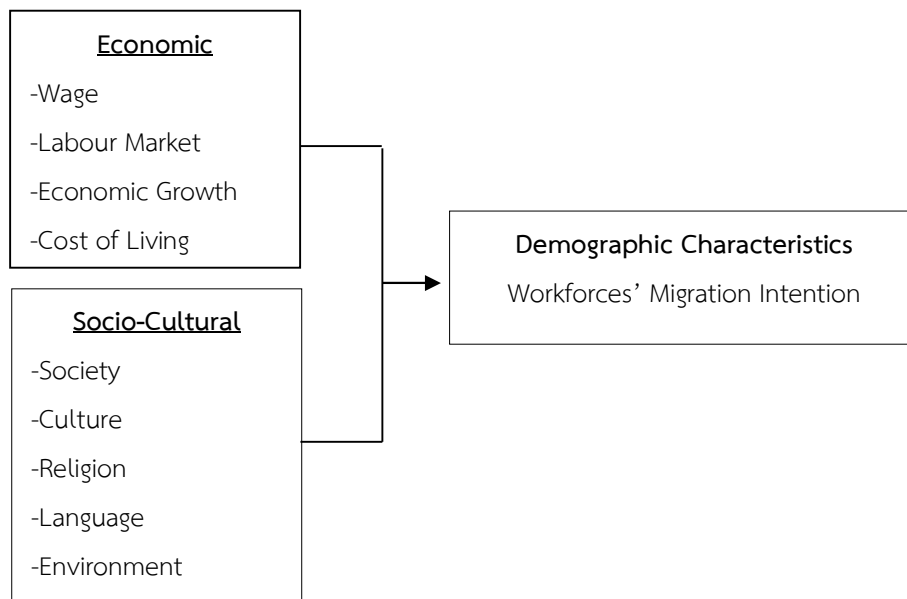 Economic
-Wage
-Labour Market
-Economic Growth
-Cost of Living
Socio-Cultural
-Society
-Culture
-Religion
-Language
-Environment
Demographic Characteristics
Workforces’ Migration Intention